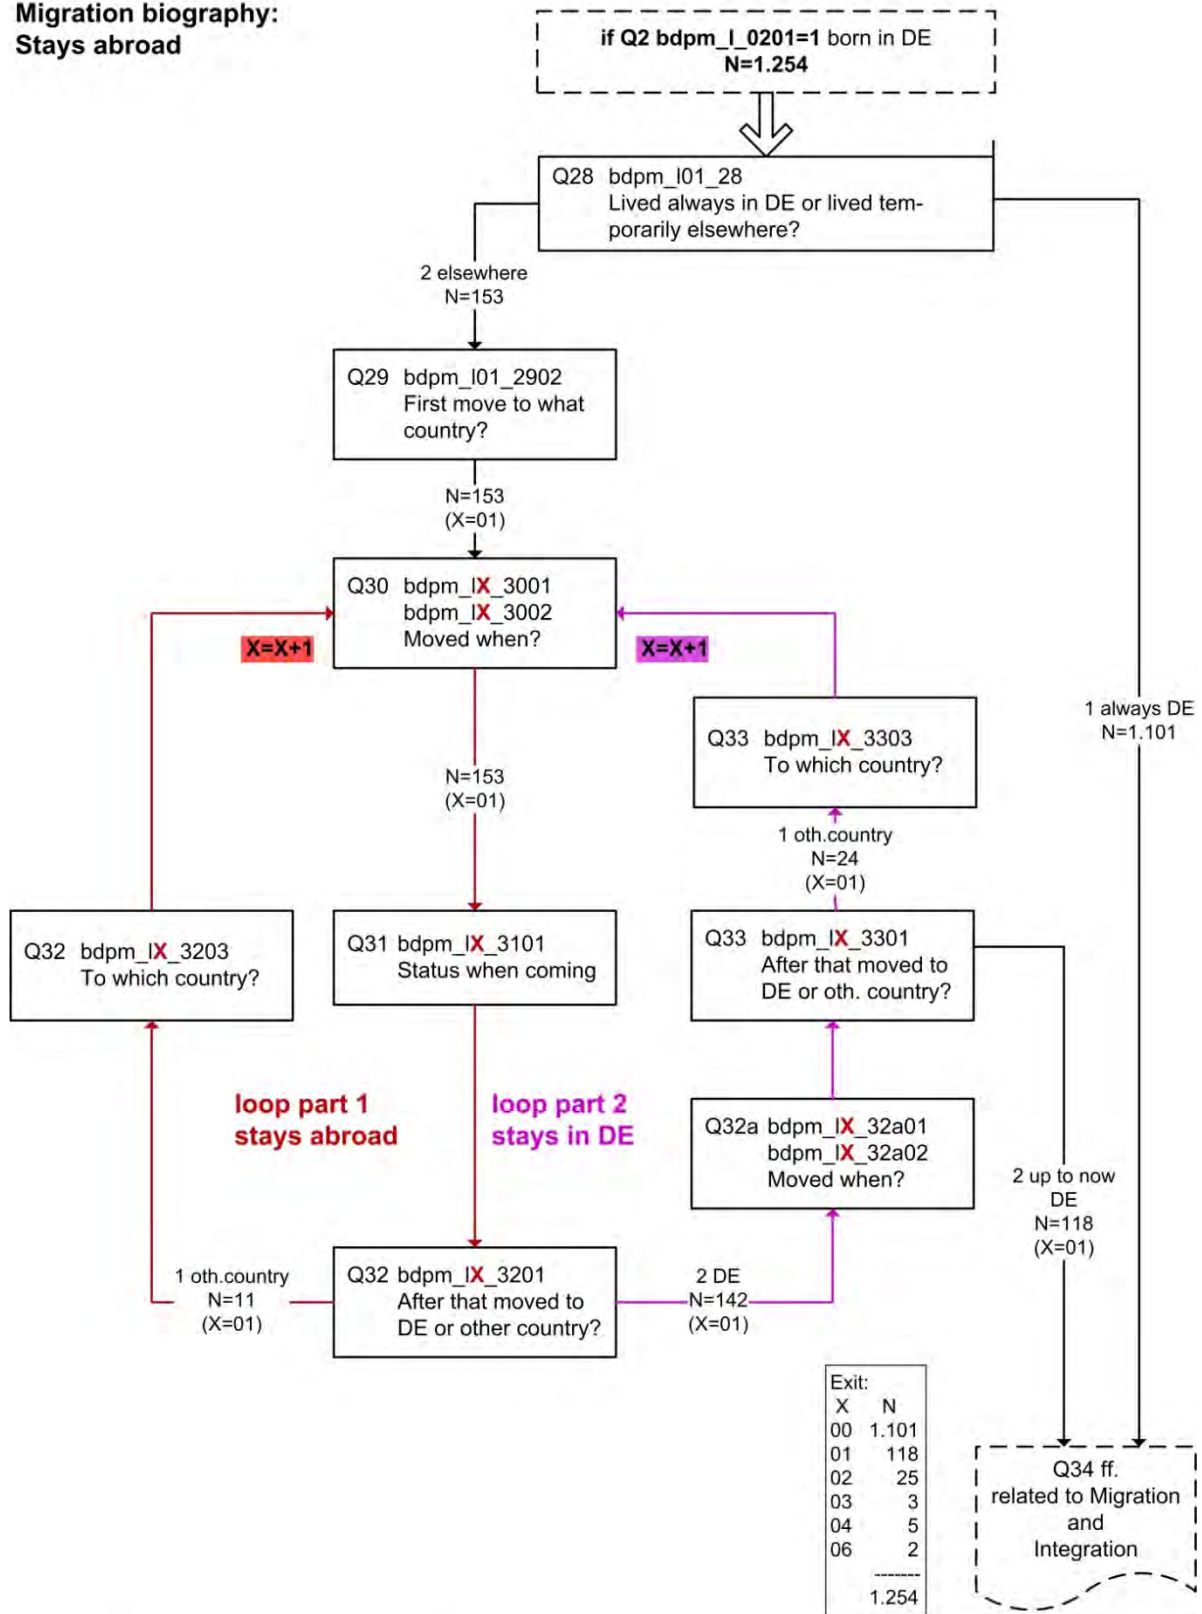 Migration biography:
Stays abroad
if Q2 bdpm_l_0201=1 born in DE
N=1.254
Q28 bdpm_l01_28
Lived always in DE or lived tem-
porarily elsewhere?
2 elsewhere
N=153
Q29 bdpm_l01_2902
First move to what
country?
N=153
(X=01)
Q30 bdpm_lX_3001
bdpm_lX_3002
Moved when?
X=X+1
X=X+1
Q33 bdpm_lX_3303
To which country?
1 always DE
N=1.101
N=153
(X=01)
1 oth.country
N=24
(X=01)
Q32 bdpm_lX_3203
To which country?
Q31 bdpm_lX_3101
Status when coming
Q33 bdpm_lX_3301
After that moved to
DE or oth. country?
loop part 1
stays abroad
loop part 2
stays in DE
Q32a bdpm_lX_32a01
bdpm_lX_32a02
Moved when?
2 up to now
DE
N=118
(X=01)
1 oth.country
N=11
(X=01)
Q32 bdpm_lX_3201
After that moved to
DE or other country?
2 DE
N=142
(X=01)
Exit:
X N
00 1.101
01 118
02 25
03 3
04 5
06 2
-------
1.254
Q34 ff.
related to Migration
and
Integration